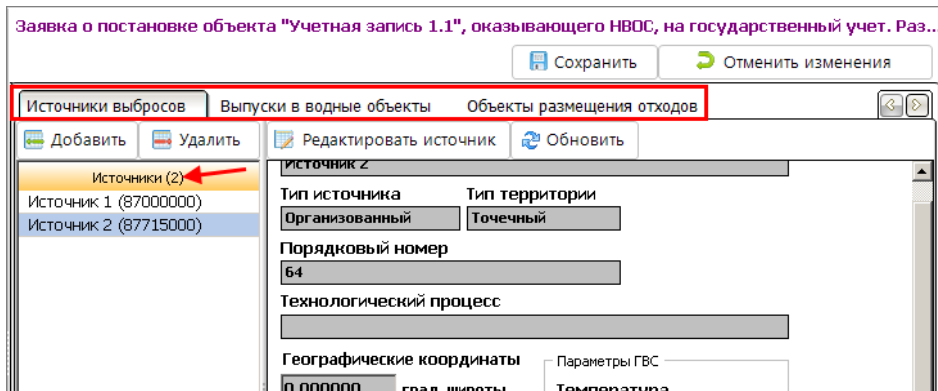 Заявка о постановке объекта "Учетная запись 1.1", оказывающего НВОС, на государственный учет. Раз...
Сохранить Отменить изменения
Источники выбросов Выпуски в водные объекты Объекты размещения отходов
Добавить Удалить Редактировать источник Обновить
Источники (2)
Источник 1 (87000000)
Источник 2 (87715000)
Источник 2
Тип источника Тип территории
Организованный Точечный
Порядковый номер
64
Технологический процесс
Географические координаты Параметры ГВС
0,000000 град. широты Температура